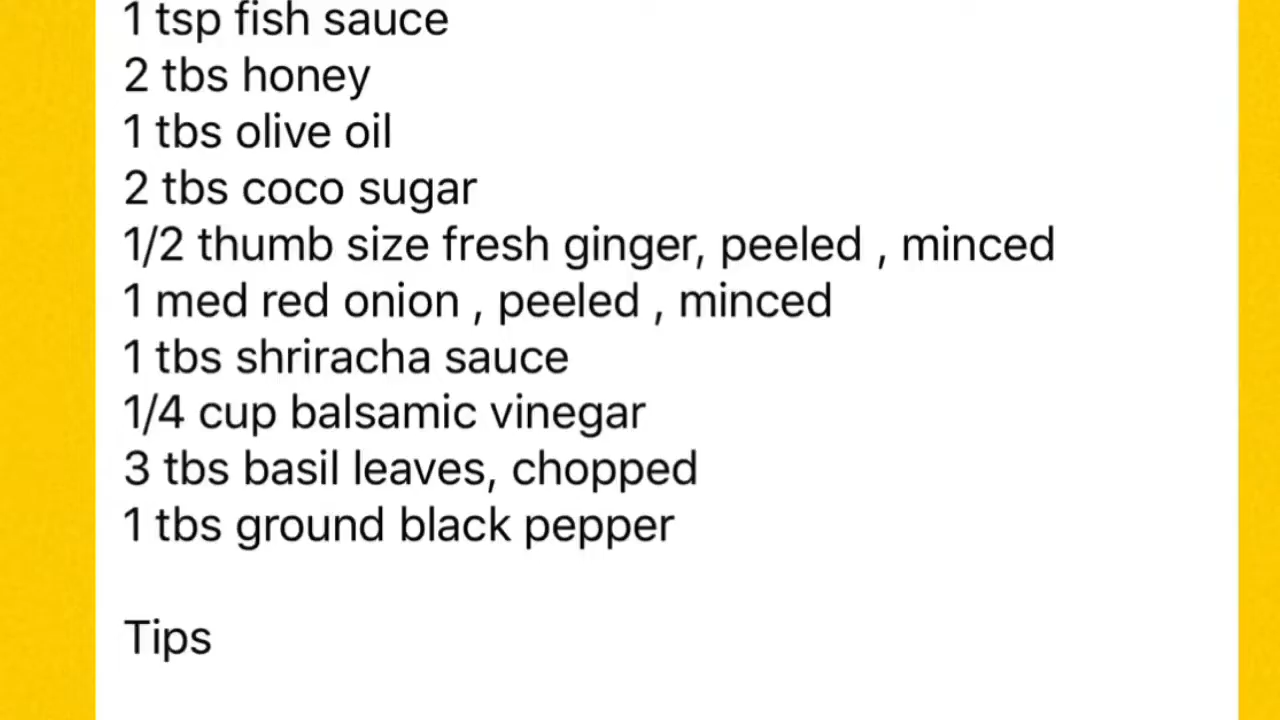 1 tsp fish sauce
2 tbs honey
1 tbs olive oil
2 tbs coco sugar
1/2 thumb size fresh ginger, peeled , minced
1 med red onion , peeled , minced
1 tbs shriracha sauce
1/4 cup balsamic vinegar
3 tbs basil leaves, chopped
1 tbs ground black pepper
Tips